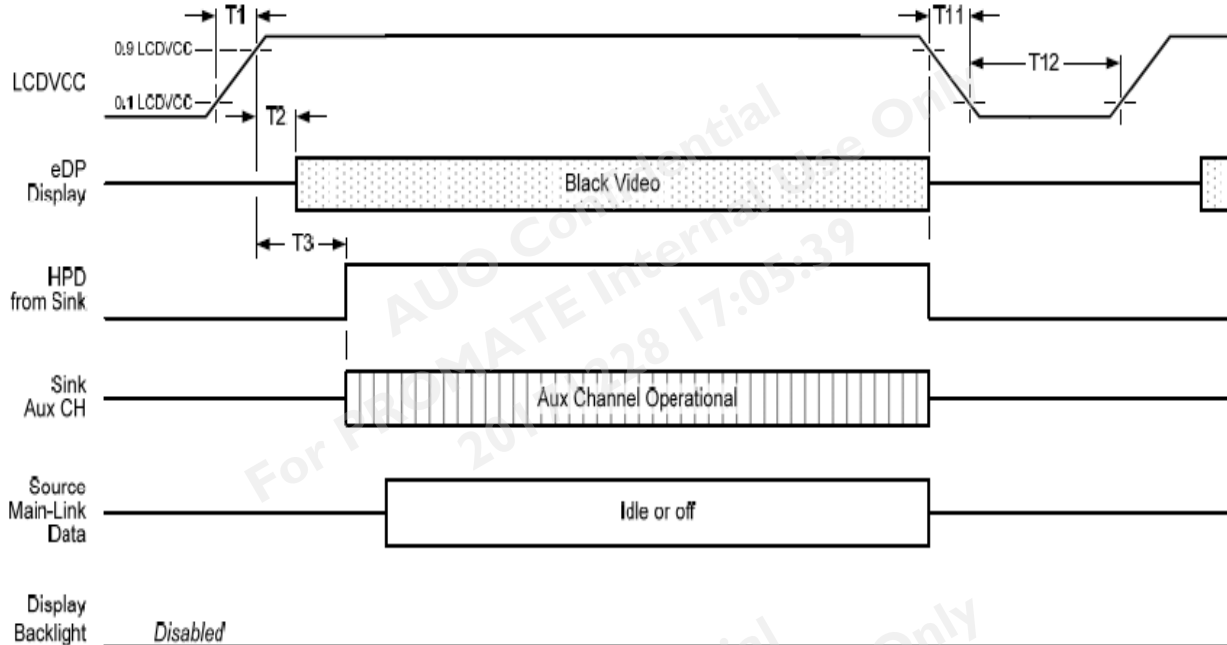 T1
T11
0.9 LCDVCC
T12
LCDVCC
0.1 LCDVCC
T2
eDP
Display
Black Video
T3
HPD
from Sink
Sink
Aux CH
Aux Channel Operational
Source
Main-Link
Data
Idle or off
Display
Backlight
Disabled
AUO Confidential
For PROMATE Internal Use Only
17:05:39